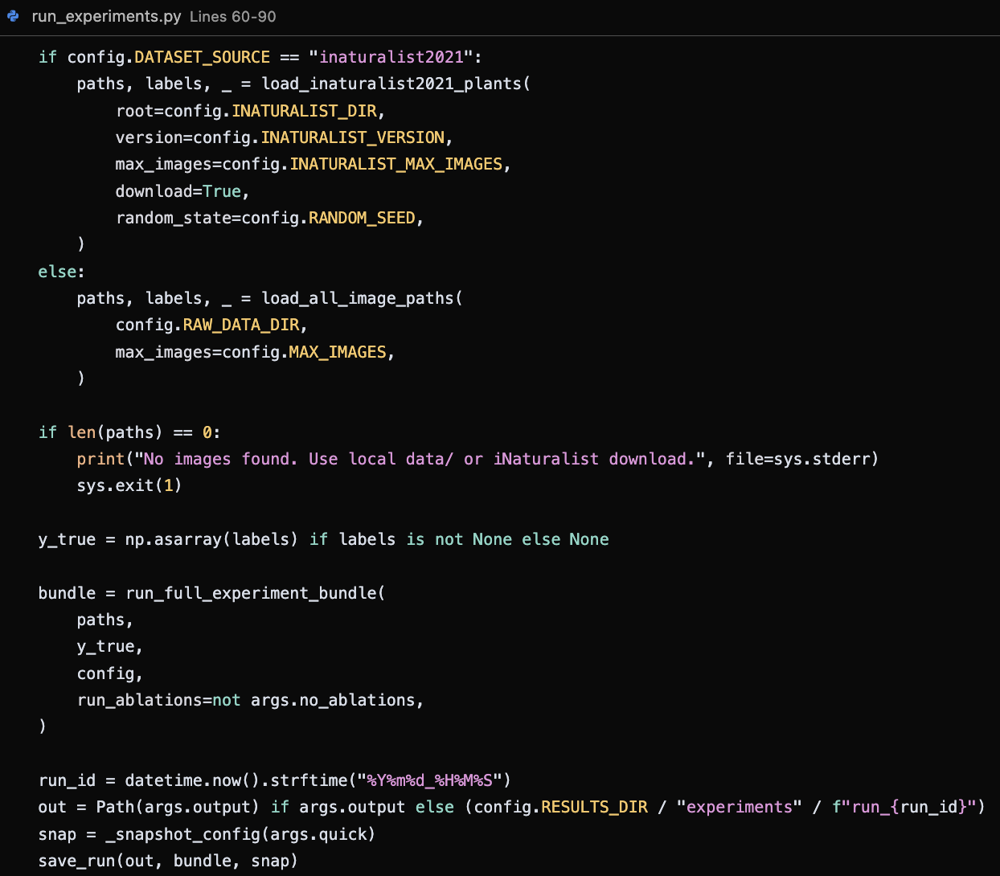 run_experiments.py Lines 60-90
if config.DATASET_SOURCE == "inaturalist2021":
    paths, labels, _ = load_inaturalist2021_plants(
        root=config.INATURALIST_DIR,
        version=config.INATURALIST_VERSION,
        max_images=config.INATURALIST_MAX_IMAGES,
        download=True,
        random_state=config.RANDOM_SEED,
    )
else:
    paths, labels, _ = load_all_image_paths(
        config.RAW_DATA_DIR,
        max_images=config.MAX_IMAGES,
    )

if len(paths) == 0:
    print("No images found. Use local data/ or iNaturalist download.", file=sys.stderr)
    sys.exit(1)

y_true = np.asarray(labels) if labels is not None else None

bundle = run_full_experiment_bundle(
    paths,
    y_true,
    config,
    run_ablations=not args.no_ablations,
)

run_id = datetime.now().strftime("%Y%m%d_%H%M%S")
out = Path(args.output) if args.output else (config.RESULTS_DIR / "experiments" / f"run_{run_id}")
snap = _snapshot_config(args.quick)
save_run(out, bundle, snap)